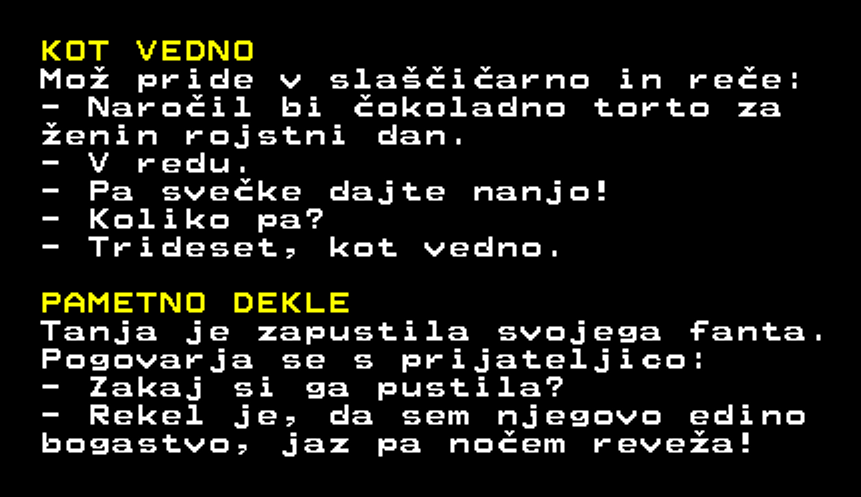 KOT VEDNO
Mož pride v slaščičarno in reče:
- Naročil bi čokoladno torto za
ženin rojstni dan.
- V redu.
- Pa svečke dajte nanjo!
- Koliko pa?
- Trideset, kot vedno.
PAMETNO DEKLE
Tanja je zapustila svojega fanta.
Pogovarja se s prijateljico:
- Zakaj si ga pustila?
- Rekel je, da sem njegovo edino
bogastvo, jaz pa nočem reveža!